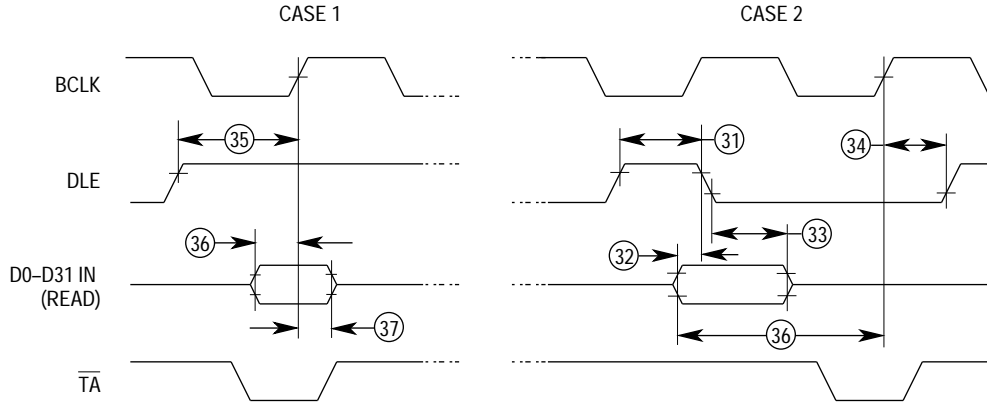 CASE 1
CASE 2
BCLK
35
31
34
DLE
36
33
32
D0–D31 IN
(READ)
37
36
TA